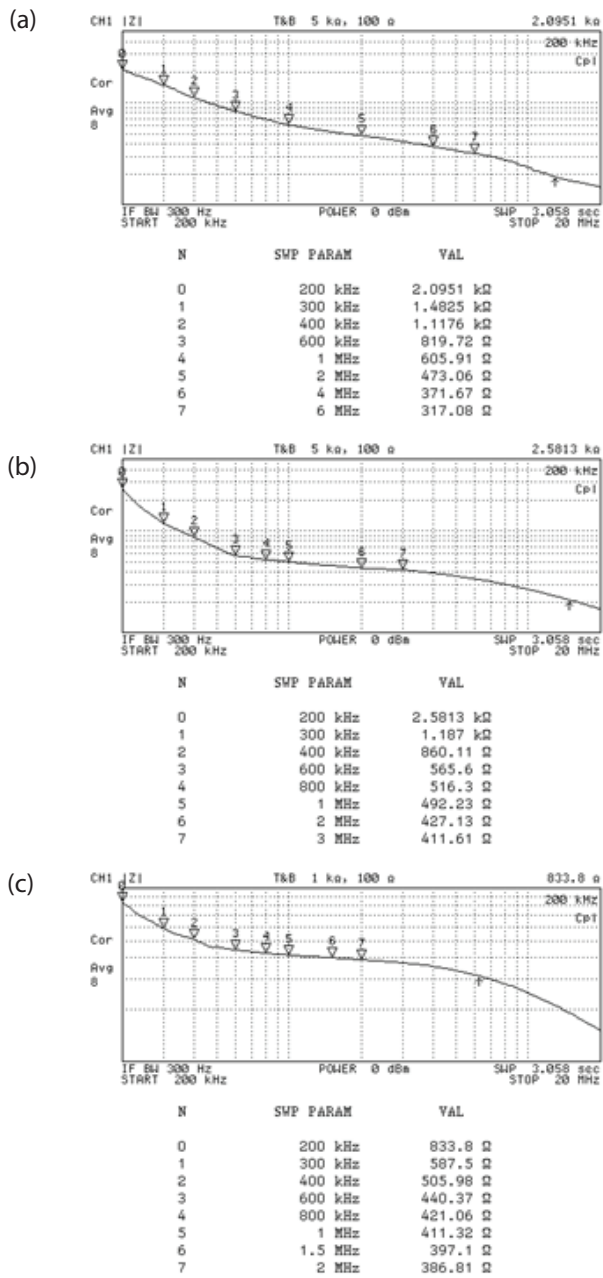 (a)
CH1 |Z| T&B 5 kΩ, 100 Ω 2.0951 kΩ
0 200 kHz
1 2 3 4 5 6 7 Cpl
Cor
Avg
8
IF BW 300 Hz POWER 0 dBm SWP 3.058 sec
START 200 kHz STOP 20 MHz
N SWP PARAM VAL
0 200 kHz 2.0951 kΩ
1 300 kHz 1.4825 kΩ
2 400 kHz 1.1176 kΩ
3 600 kHz 819.72 Ω
4 1 MHz 605.91 Ω
5 2 MHz 473.06 Ω
6 4 MHz 371.67 Ω
7 6 MHz 317.08 Ω
(b)
CH1 |Z| T&B 5 kΩ, 100 Ω 2.5813 kΩ
0 200 kHz
Cpl
Cor 1
Avg 2
8 3 4 5 6 7
IF BW 300 Hz POWER 0 dBm SWP 3.058 sec
START 200 kHz STOP 20 MHz
N SWP PARAM VAL
0 200 kHz 2.5813 kΩ
1 300 kHz 1.187 kΩ
2 400 kHz 860.11 Ω
3 600 kHz 565.6 Ω
4 800 kHz 516.3 Ω
5 1 MHz 492.23 Ω
6 2 MHz 427.13 Ω
7 3 MHz 411.61 Ω
(c)
CH1 |Z| T&B 1 kΩ, 100 Ω 833.8 Ω
0 200 kHz
1 Cpl
Cor 2 3 4 5 6 7
Avg
8
IF BW 300 Hz POWER 0 dBm SWP 3.058 sec
START 200 kHz STOP 20 MHz
N SWP PARAM VAL
0 200 kHz 833.8 Ω
1 300 kHz 587.5 Ω
2 400 kHz 505.98 Ω
3 600 kHz 440.37 Ω
4 800 kHz 421.06 Ω
5 1 MHz 411.32 Ω
6 1.5 MHz 397.1 Ω
7 2 MHz 386.81 Ω